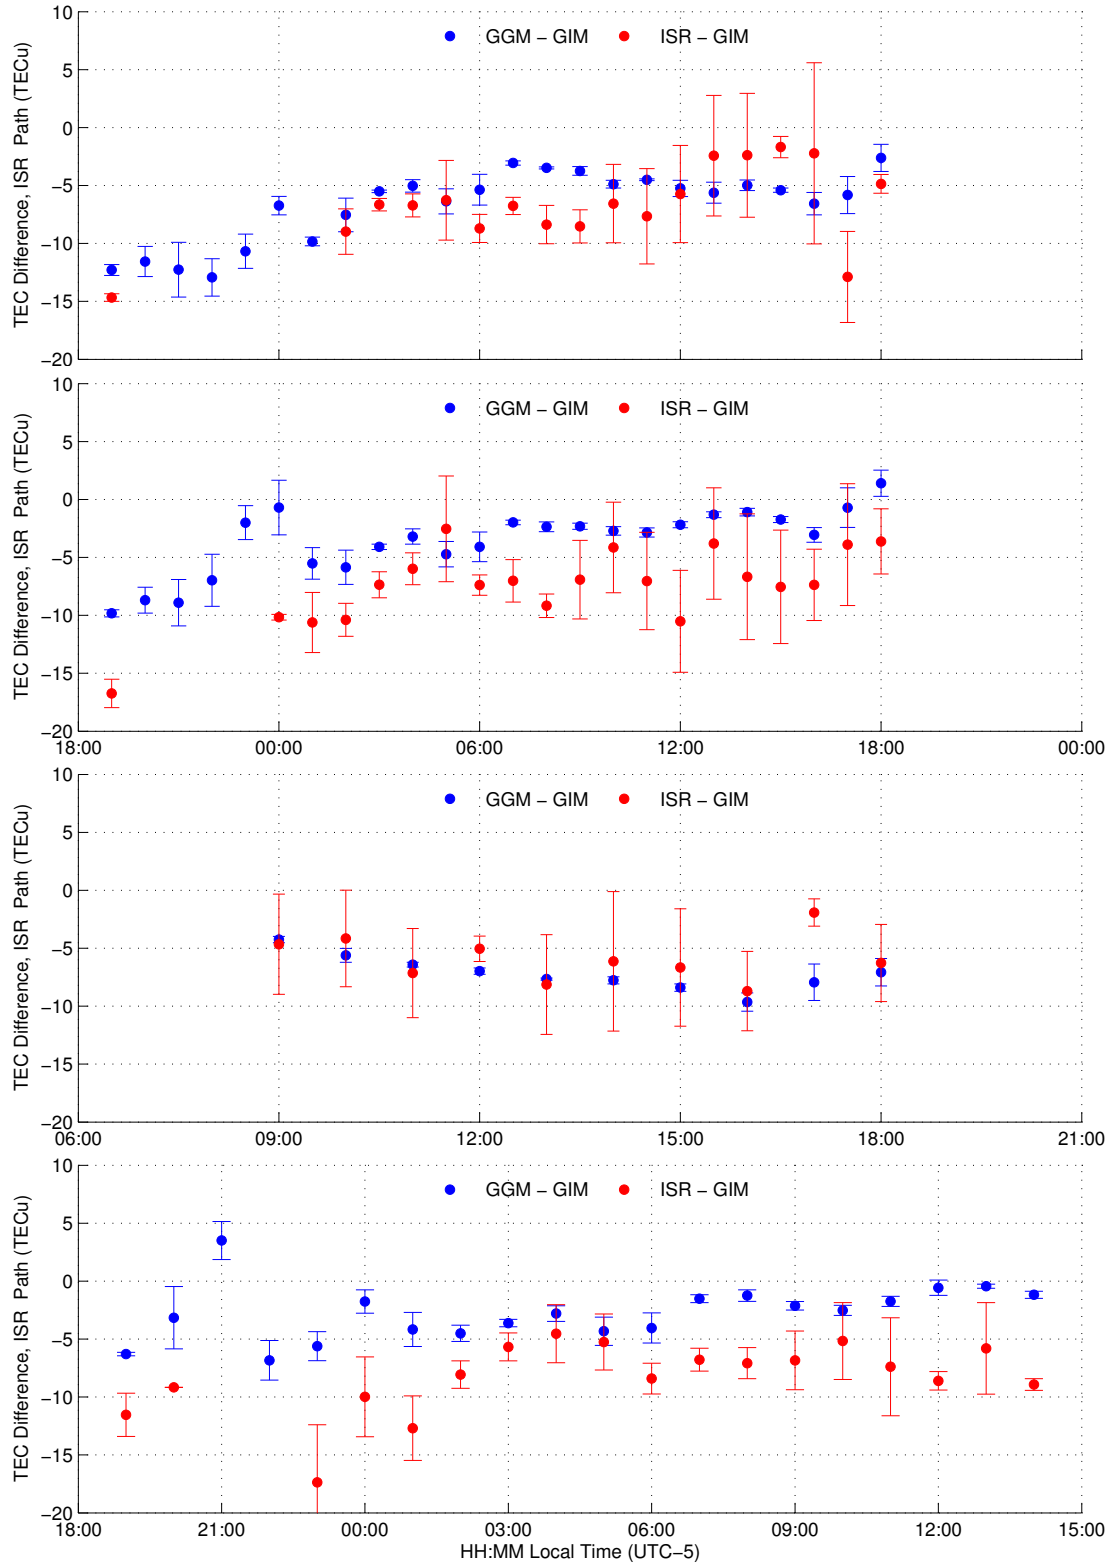 10
5
0
−5
−10
−15
−20
TEC Difference, ISR Path (TECu)
GGM − GIM ISR − GIM
10
5
0
−5
−10
−15
−20
TEC Difference, ISR Path (TECu)
GGM − GIM ISR − GIM
18:00 00:00 06:00 12:00 18:00 00:00
10
5
0
−5
−10
−15
−20
TEC Difference, ISR Path (TECu)
GGM − GIM ISR − GIM
06:00 09:00 12:00 15:00 18:00 21:00
10
5
0
−5
−10
−15
−20
TEC Difference, ISR Path (TECu)
GGM − GIM ISR − GIM
18:00 21:00 00:00 03:00 06:00 09:00 12:00 15:00
HH:MM Local Time (UTC−5)